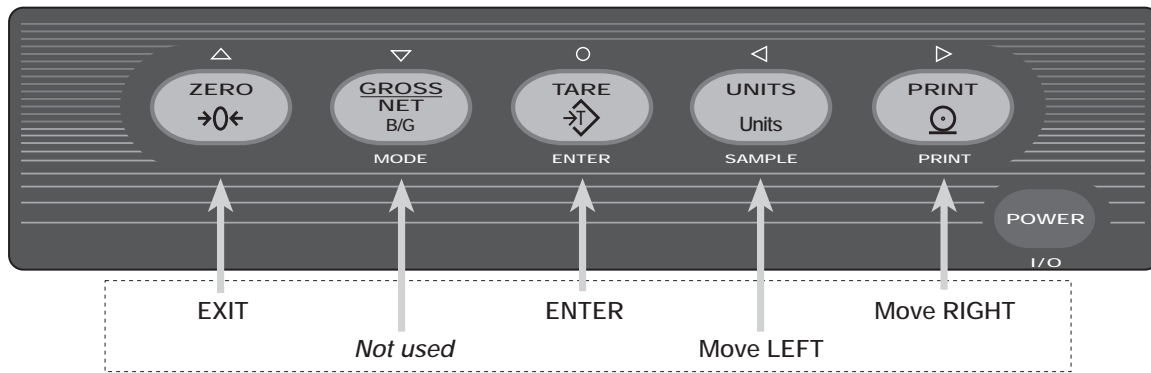 ZERO
→0←
GROSS
NET
B/G
TARE
T
UNITS
Units
PRINT
MODE
ENTER
SAMPLE
PRINT
POWER
I/O
EXIT
ENTER
Move RIGHT
Not used
Move LEFT